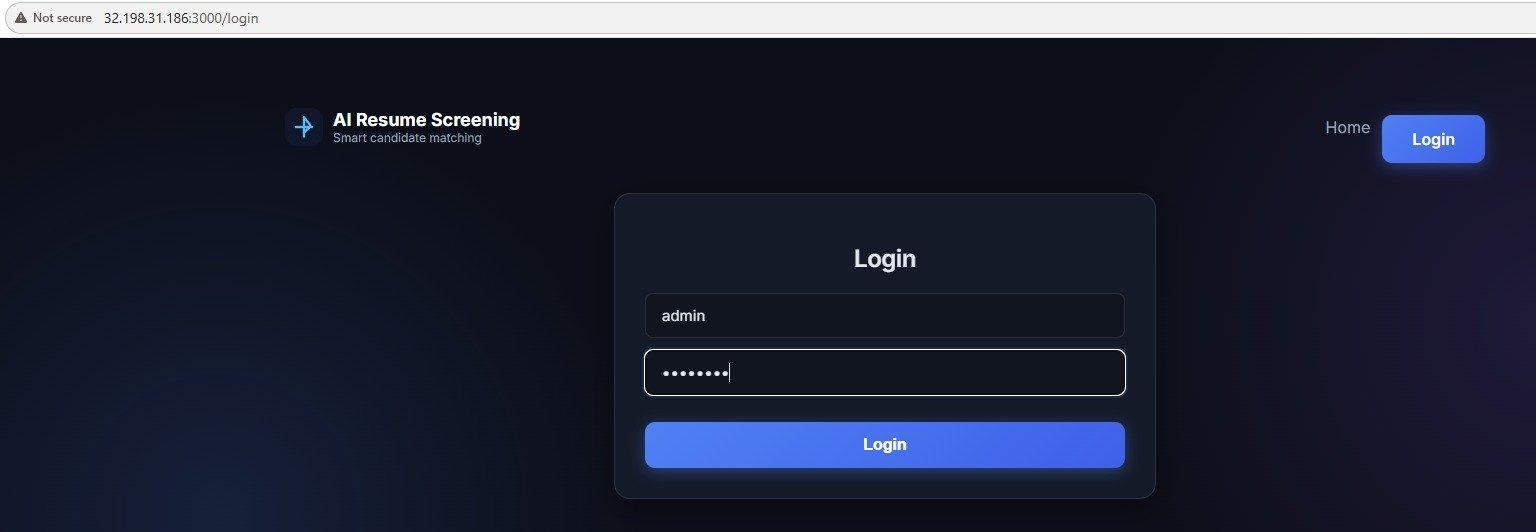 Not secure 32.198.31.186:3000/login
AI Resume Screening
Smart candidate matching
Home
Login
Login
admin
••••••••
Login